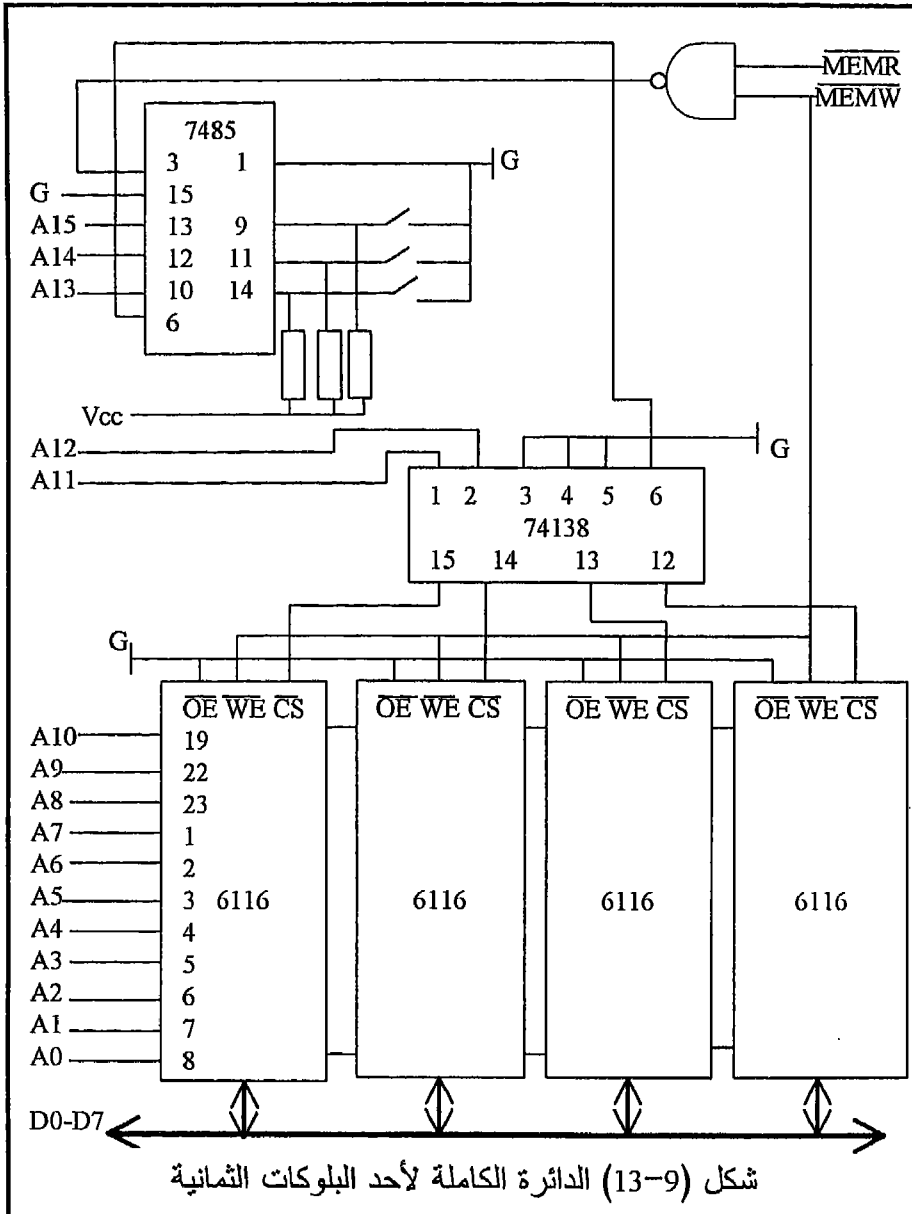 MEMR
MEMW
7485
3 1
G
G
15
A15
13 9
A14
12 11
A13
10 14
6
Vcc
A12
A11
G
1 2 3 4 5 6
74138
15 14 13 12
G
OE WE CS
OE WE CS
OE WE CS
OE WE CS
A10
19
A9
22
A8
23
A7
1
A6
2
A5
3
6116
6116
6116
6116
A4
4
A3
5
A2
6
A1
7
A0
8
D0-D7
شكل (9-13) الدائرة الكاملة لأحد البلوكات الثمانية